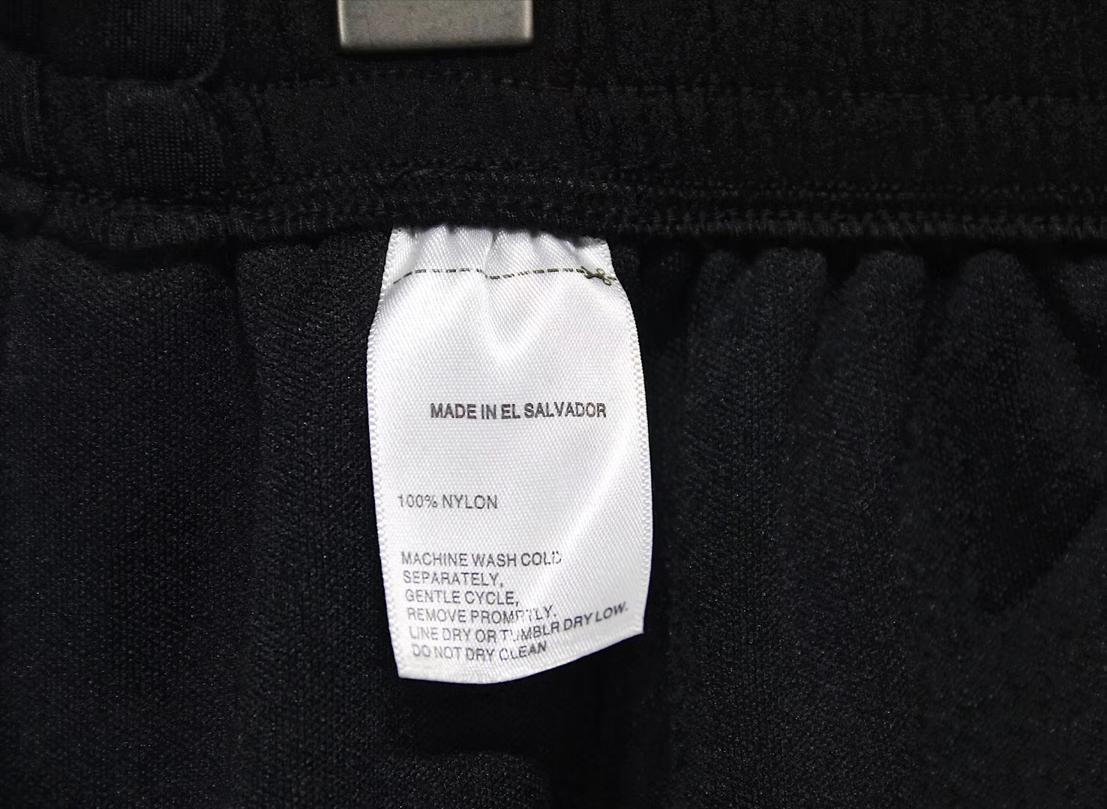 MADE IN EL SALVADOR
100% NYLON
MACHINE WASH COLD
SEPARATELY,
GENTLE CYCLE,
REMOVE PROMPTLY.
LINE DRY OR TUMBLR DRY LOW.
DO NOT DRY CLEAN